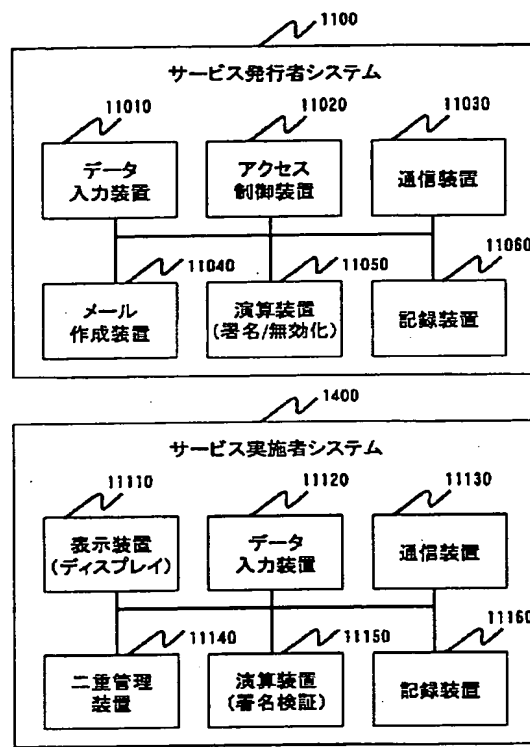 1100
サービス発行者システム
11010
11020
11030
データ
入力装置
アクセス
制御装置
通信装置
11040
11050
11060
メール
作成装置
演算装置
(署名/無効化)
記録装置
1400
サービス実施者システム
11110
11120
11130
表示装置
(ディスプレイ)
データ
入力装置
通信装置
11140
11150
11160
二重管理
装置
演算装置
(署名検証)
記録装置